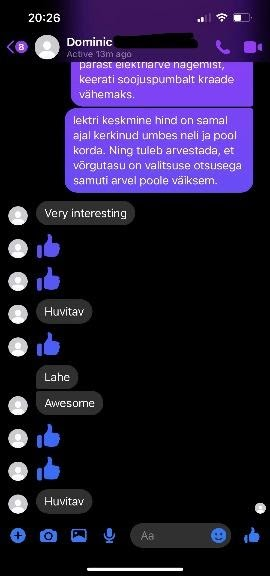 20:26
8
Dominic
Active 13m ago
pärast elektriarve nägemist,
keerati soojuspumbalt kraade
vähemaks.
lektri keskmine hind on samal
ajal kerkinud umbes neli ja pool
korda. Ning tuleb arvestada, et
võrgutasu on valitsuse otsusega
samuti arvel poole väiksem.
Very interesting
Huvitav
Lahe
Awesome
Huvitav
Aa